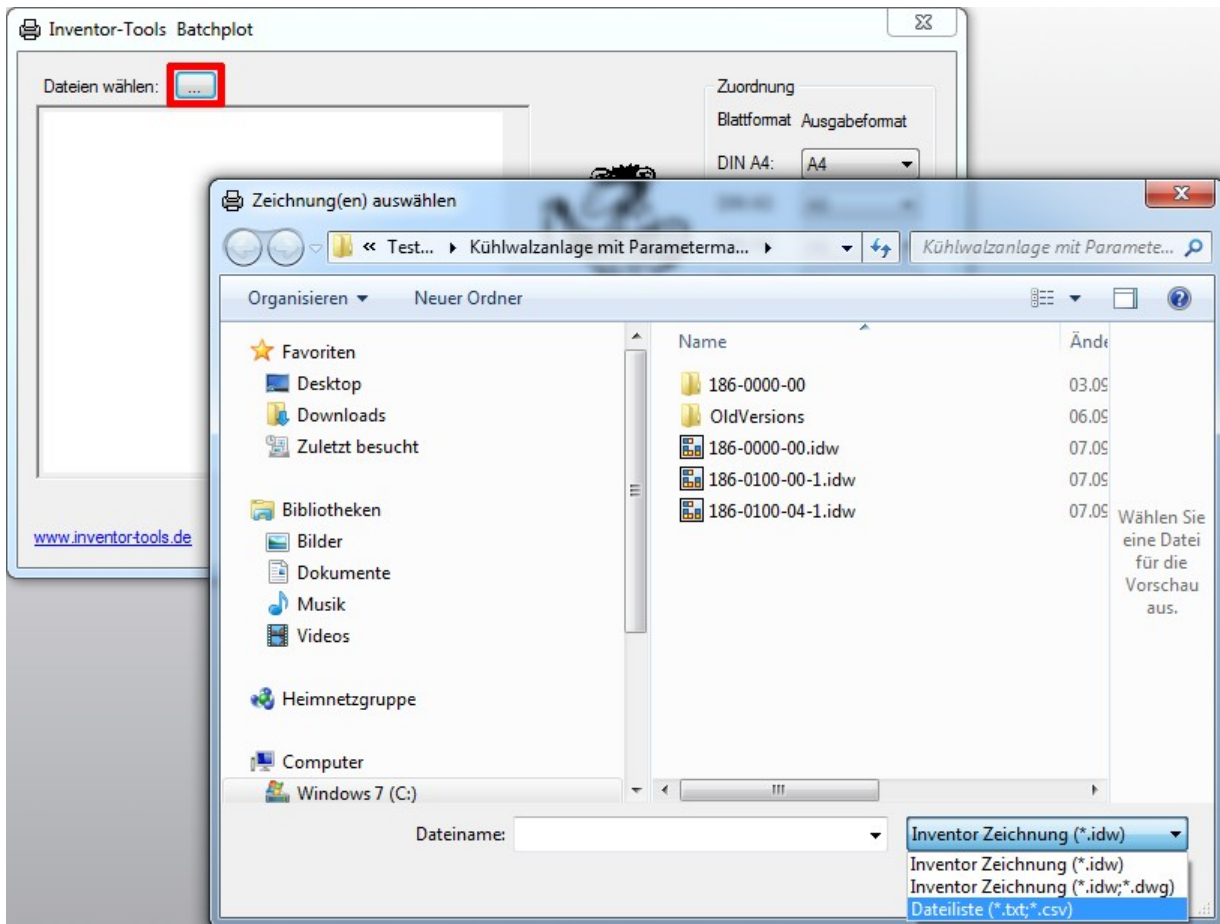 Inventor-Tools Batchplot
Dateien wählen: ...
Zuordnung
Blattformat Ausgabeformat
DIN A4: A4
www.inventor-tools.de
Zeichnung(en) auswählen
« Test... Kühlwalzanlage mit Parameterma...
Kühlwalzanlage mit Paramete...
Organisieren Neuer Ordner
Favoriten
Desktop
Downloads
Zuletzt besucht
Bibliotheken
Bilder
Dokumente
Musik
Videos
Heimnetzgruppe
Computer
Windows 7 (C:)
Name Ände
186-0000-00 03.09
OldVersions 06.09
186-0000-00.idw 07.09
186-0100-00-1.idw 07.09
186-0100-04-1.idw 07.09
Wählen Sie
eine Datei
für die
Vorschau
aus.
Dateiname:
Inventor Zeichnung (*.idw)
Inventor Zeichnung (*.idw)
Inventor Zeichnung (*.idw;*.dwg)
Dateiliste (*.txt;*.csv)